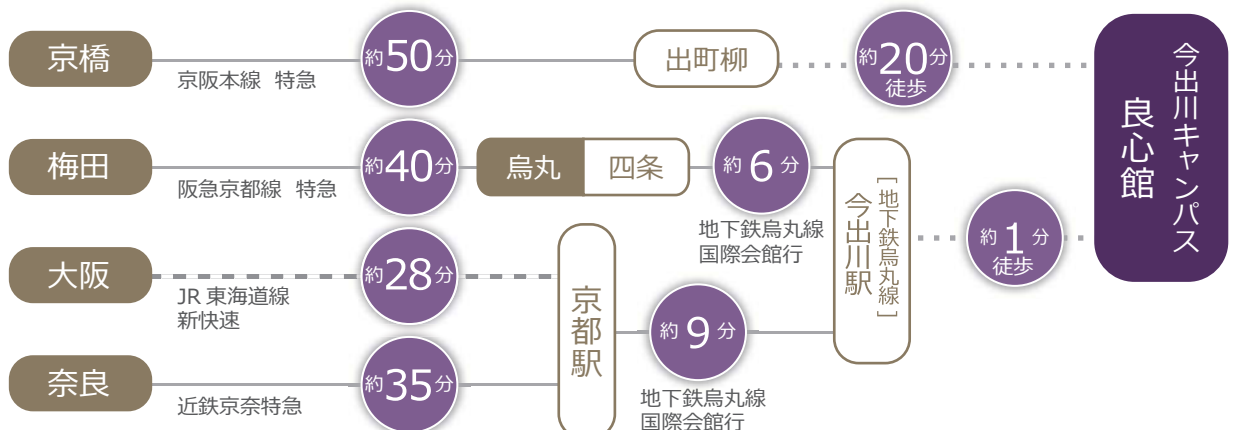 京橋
京阪本線 特急
約50分
出町柳
約20分
徒歩
梅田
阪急京都線 特急
約40分
烏丸
四条
約6分
地下鉄烏丸線
国際会館行
大阪
JR 東海道線
新快速
約28分
奈良
近鉄京奈特急
約35分
京都駅
約9分
地下鉄烏丸線
国際会館行
[地下鉄烏丸線]
今出川駅
約1分
徒歩
今出川キャンパス
良心館